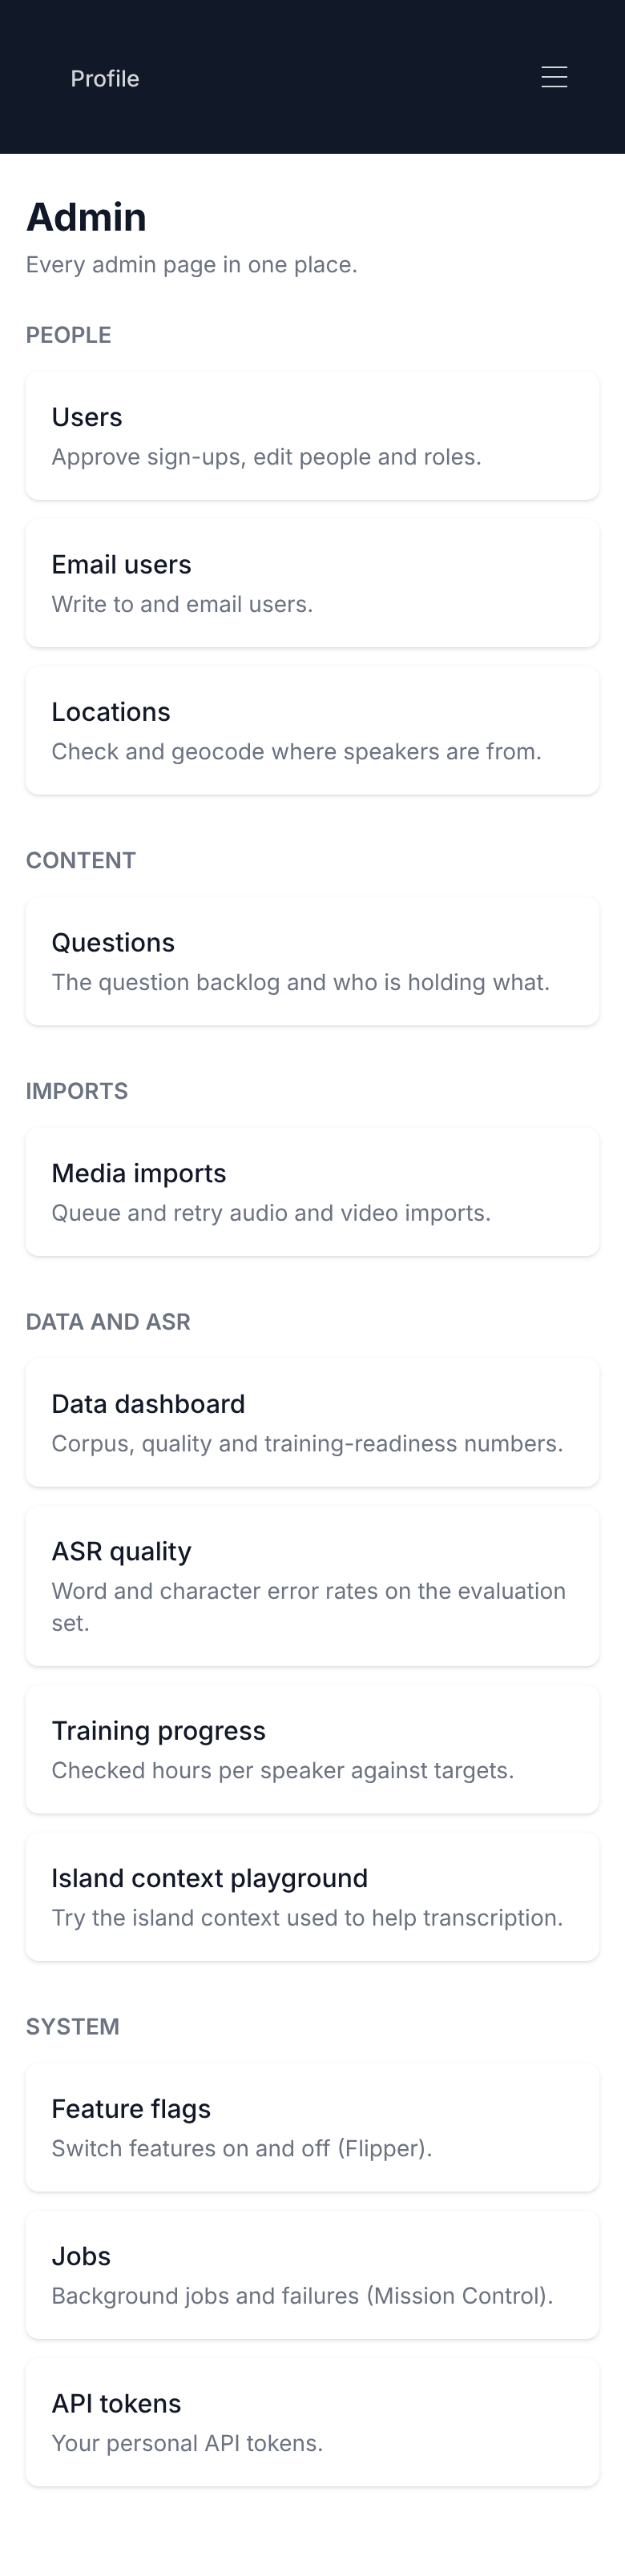 Profile
Admin
Every admin page in one place.
PEOPLE
Users
Approve sign-ups, edit people and roles.
Email users
Write to and email users.
Locations
Check and geocode where speakers are from.
CONTENT
Questions
The question backlog and who is holding what.
IMPORTS
Media imports
Queue and retry audio and video imports.
DATA AND ASR
Data dashboard
Corpus, quality and training-readiness numbers.
ASR quality
Word and character error rates on the evaluation
set.
Training progress
Checked hours per speaker against targets.
Island context playground
Try the island context used to help transcription.
SYSTEM
Feature flags
Switch features on and off (Flipper).
Jobs
Background jobs and failures (Mission Control).
API tokens
Your personal API tokens.